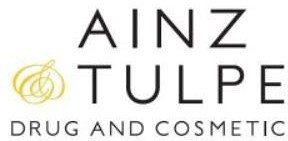 AINZ
& TULPE
DRUG AND COSMETIC